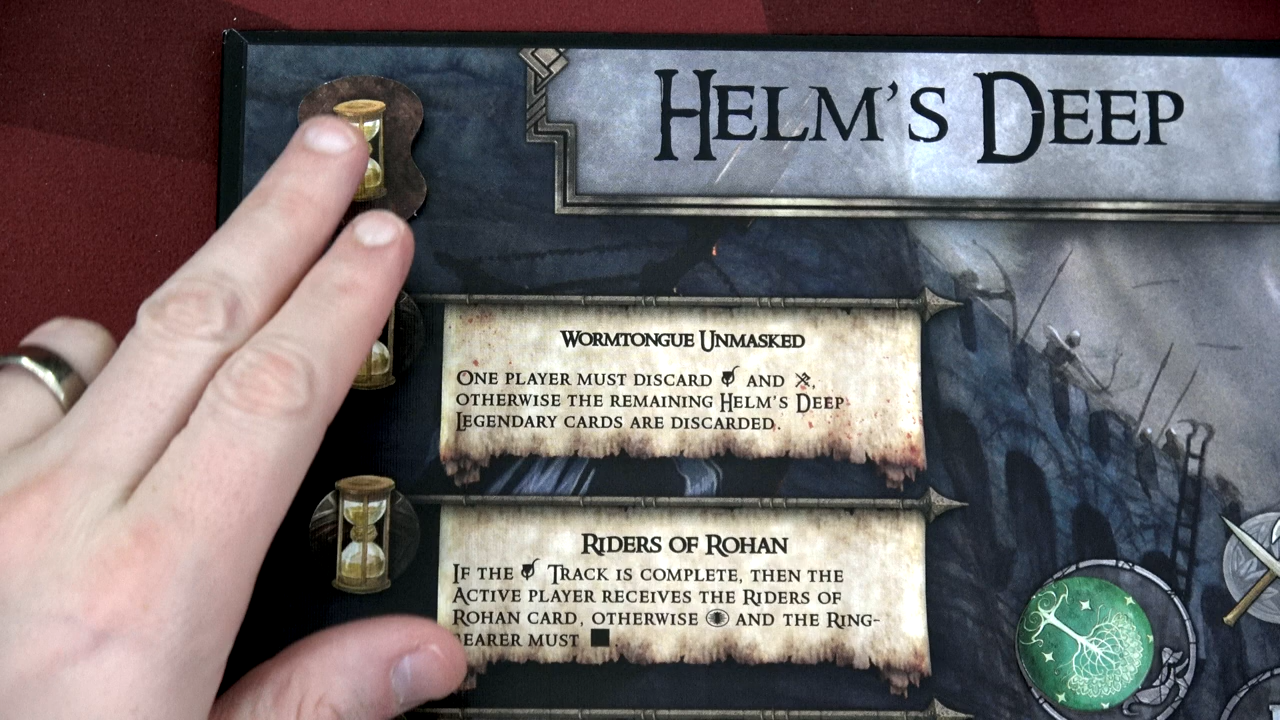 HELM'S DEEP
WORMTONGUE UNMASKED
ONE PLAYER MUST DISCARD AND ,
OTHERWISE THE REMAINING HELM'S DEEP
LEGENDARY CARDS ARE DISCARDED.
RIDERS OF ROHAN
IF THE TRACK IS COMPLETE, THEN THE
ACTIVE PLAYER RECEIVES THE RIDERS OF
ROHAN CARD, OTHERWISE AND THE RING-
BEARER MUST .